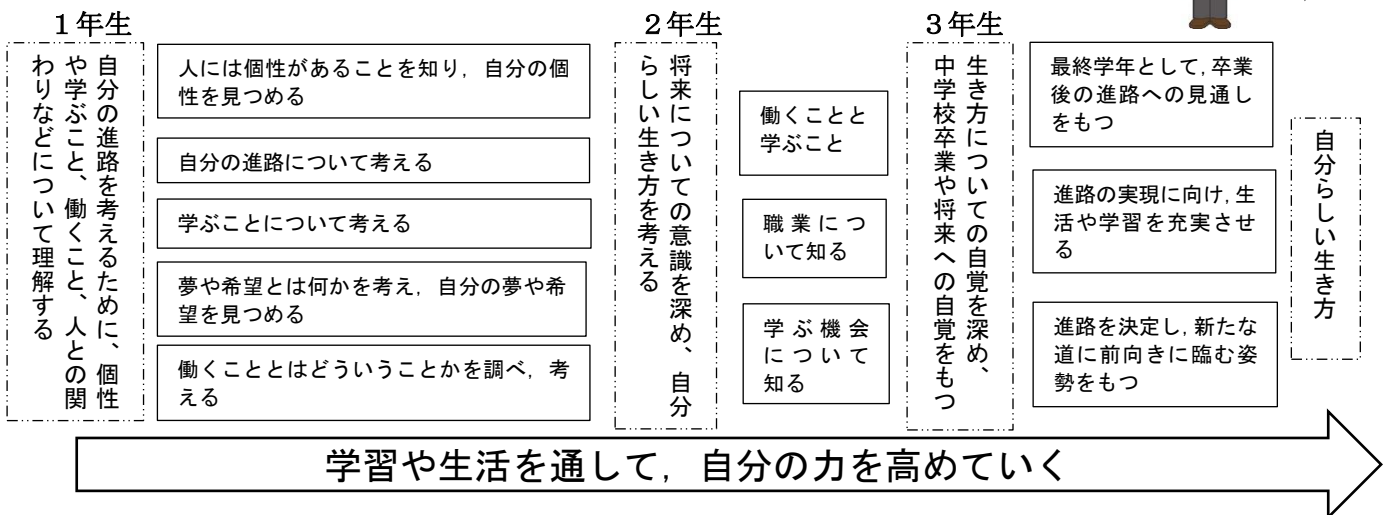 1年生
自分の進路を考えるために、個性
や学ぶこと、働くこと、人との関
わりなどについて理解する
人には個性があることを知り，自分の個
性を見つめる
自分の進路について考える
学ぶことについて考える
夢や希望とは何かを考え，自分の夢や希
望を見つめる
働くこととはどういうことかを調べ，考
える
2年生
将来についての意識を深め、自分
らしい生き方を考える
働くことと
学ぶこと
職業につ
いて知る
学ぶ機会
について
知る
3年生
生き方についての自覚を深め、
中学校卒業や将来への自覚をもつ
最終学年として，卒業
後の進路への見通し
をもつ
進路の実現に向け，生
活や学習を充実させ
る
進路を決定し，新たな
道に前向きに臨む姿
勢をもつ
自分らしい生き方
学習や生活を通して，自分の力を高めていく